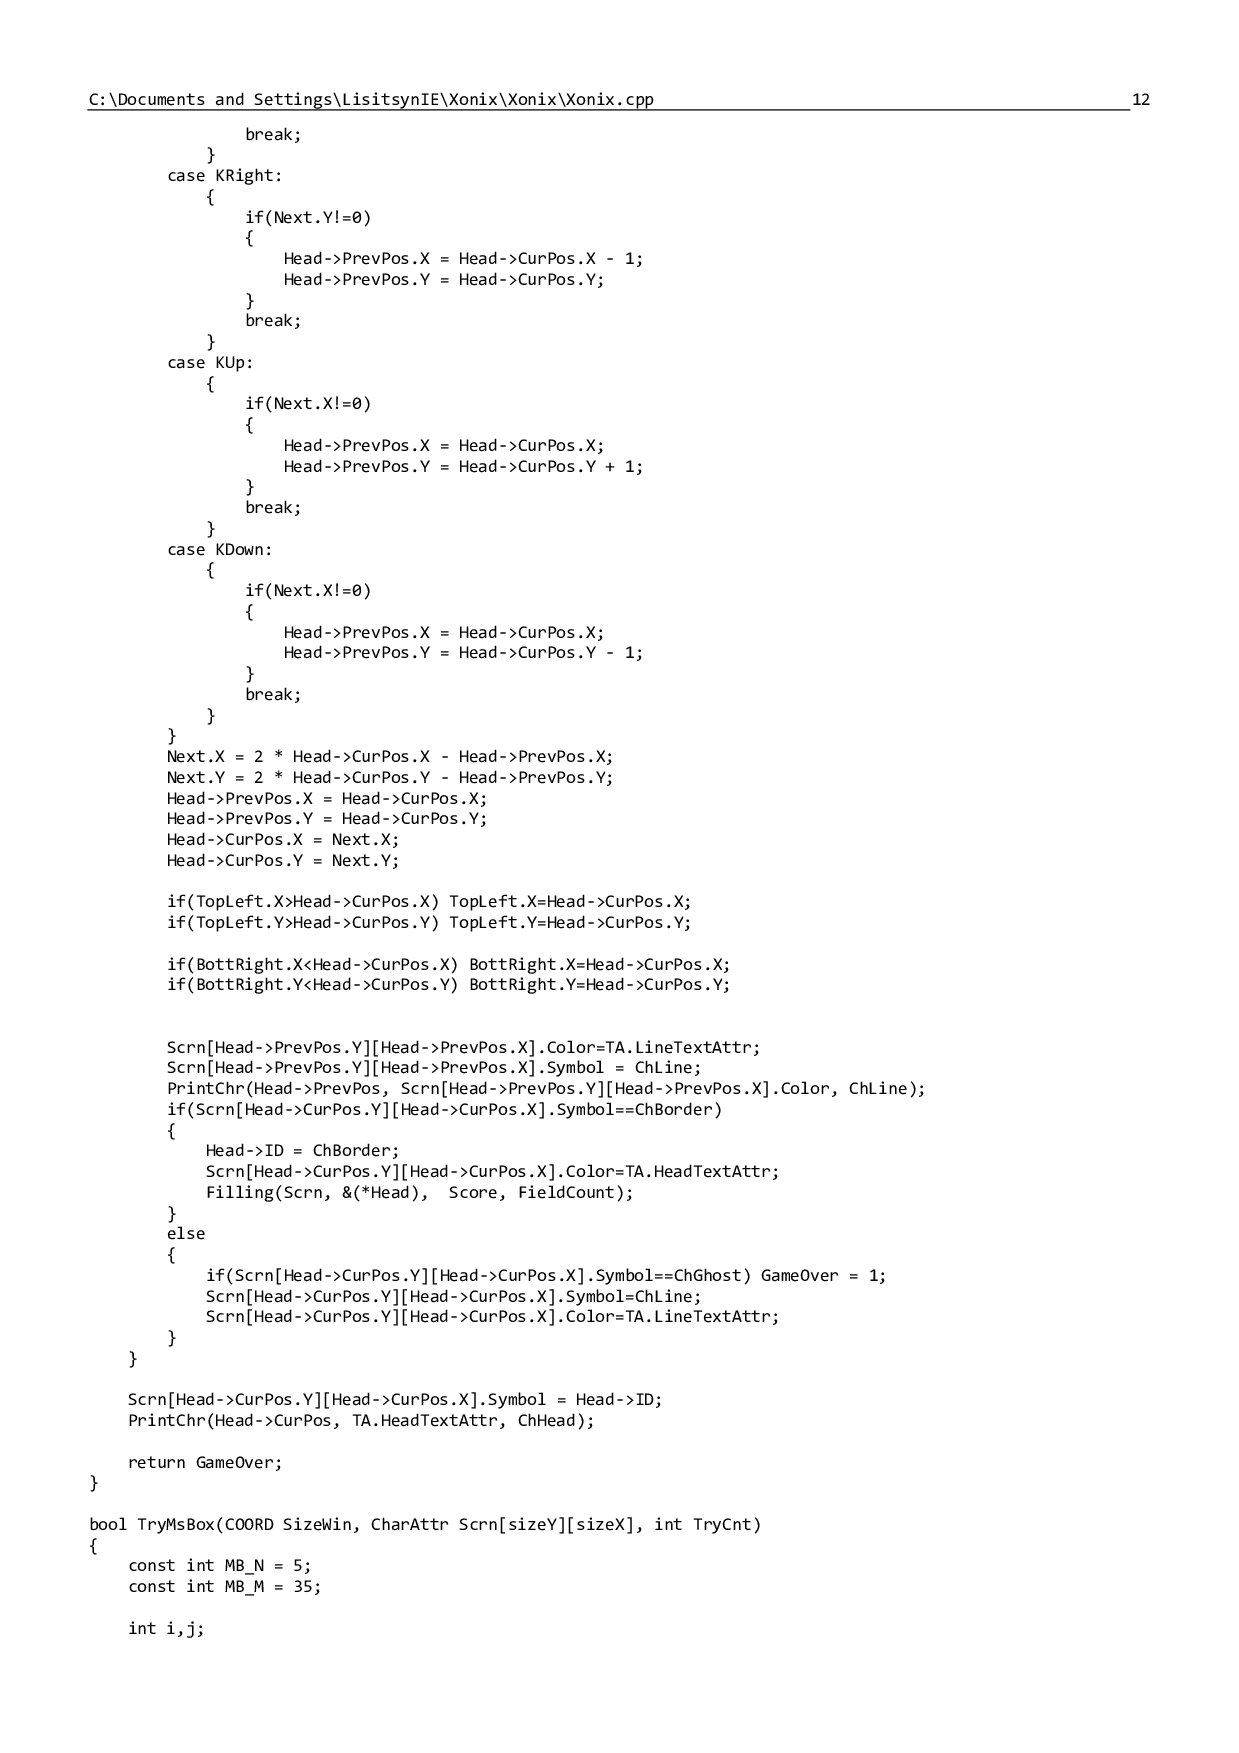 C:\Documents and Settings\LisitsynIE\Xonix\Xonix\Xonix.cpp 12
                break;
            }
        case KRight:
            {
                if(Next.Y!=0)
                {
                    Head->PrevPos.X = Head->CurPos.X - 1;
                    Head->PrevPos.Y = Head->CurPos.Y;
                }
                break;
            }
        case KUp:
            {
                if(Next.X!=0)
                {
                    Head->PrevPos.X = Head->CurPos.X;
                    Head->PrevPos.Y = Head->CurPos.Y + 1;
                }
                break;
            }
        case KDown:
            {
                if(Next.X!=0)
                {
                    Head->PrevPos.X = Head->CurPos.X;
                    Head->PrevPos.Y = Head->CurPos.Y - 1;
                }
                break;
            }
        }
        Next.X = 2 * Head->CurPos.X - Head->PrevPos.X;
        Next.Y = 2 * Head->CurPos.Y - Head->PrevPos.Y;
        Head->PrevPos.X = Head->CurPos.X;
        Head->PrevPos.Y = Head->CurPos.Y;
        Head->CurPos.X = Next.X;
        Head->CurPos.Y = Next.Y;

        if(TopLeft.X>Head->CurPos.X) TopLeft.X=Head->CurPos.X;
        if(TopLeft.Y>Head->CurPos.Y) TopLeft.Y=Head->CurPos.Y;

        if(BottRight.X<Head->CurPos.X) BottRight.X=Head->CurPos.X;
        if(BottRight.Y<Head->CurPos.Y) BottRight.Y=Head->CurPos.Y;


        Scrn[Head->PrevPos.Y][Head->PrevPos.X].Color=TA.LineTextAttr;
        Scrn[Head->PrevPos.Y][Head->PrevPos.X].Symbol = ChLine;
        PrintChr(Head->PrevPos, Scrn[Head->PrevPos.Y][Head->PrevPos.X].Color, ChLine);
        if(Scrn[Head->CurPos.Y][Head->CurPos.X].Symbol==ChBorder)
        {
            Head->ID = ChBorder;
            Scrn[Head->CurPos.Y][Head->CurPos.X].Color=TA.HeadTextAttr;
            Filling(Scrn, &(*Head),  Score, FieldCount);
        }
        else
        {
            if(Scrn[Head->CurPos.Y][Head->CurPos.X].Symbol==ChGhost) GameOver = 1;
            Scrn[Head->CurPos.Y][Head->CurPos.X].Symbol=ChLine;
            Scrn[Head->CurPos.Y][Head->CurPos.X].Color=TA.LineTextAttr;
        }
    }

    Scrn[Head->CurPos.Y][Head->CurPos.X].Symbol = Head->ID;
    PrintChr(Head->CurPos, TA.HeadTextAttr, ChHead);

    return GameOver;
}

bool TryMsBox(COORD SizeWin, CharAttr Scrn[sizeY][sizeX], int TryCnt)
{
    const int MB_N = 5;
    const int MB_M = 35;

    int i,j;